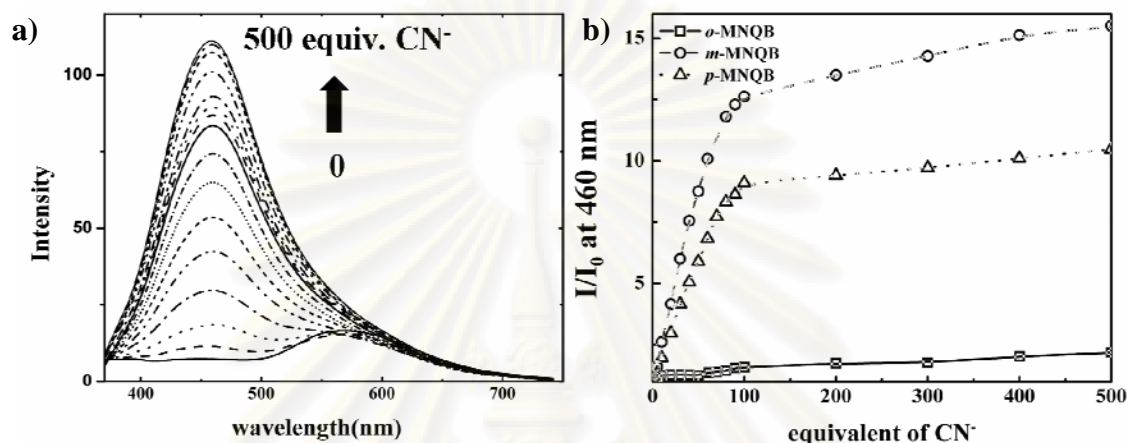 a)
500 equiv. CN⁻
0
100
50
0
Intensity
400
500
600
700
wavelength(nm)
b)
o-MNQB
m-MNQB
p-MNQB
15
10
5
I/I₀ at 460 nm
0
100
200
300
400
500
equivalent of CN⁻